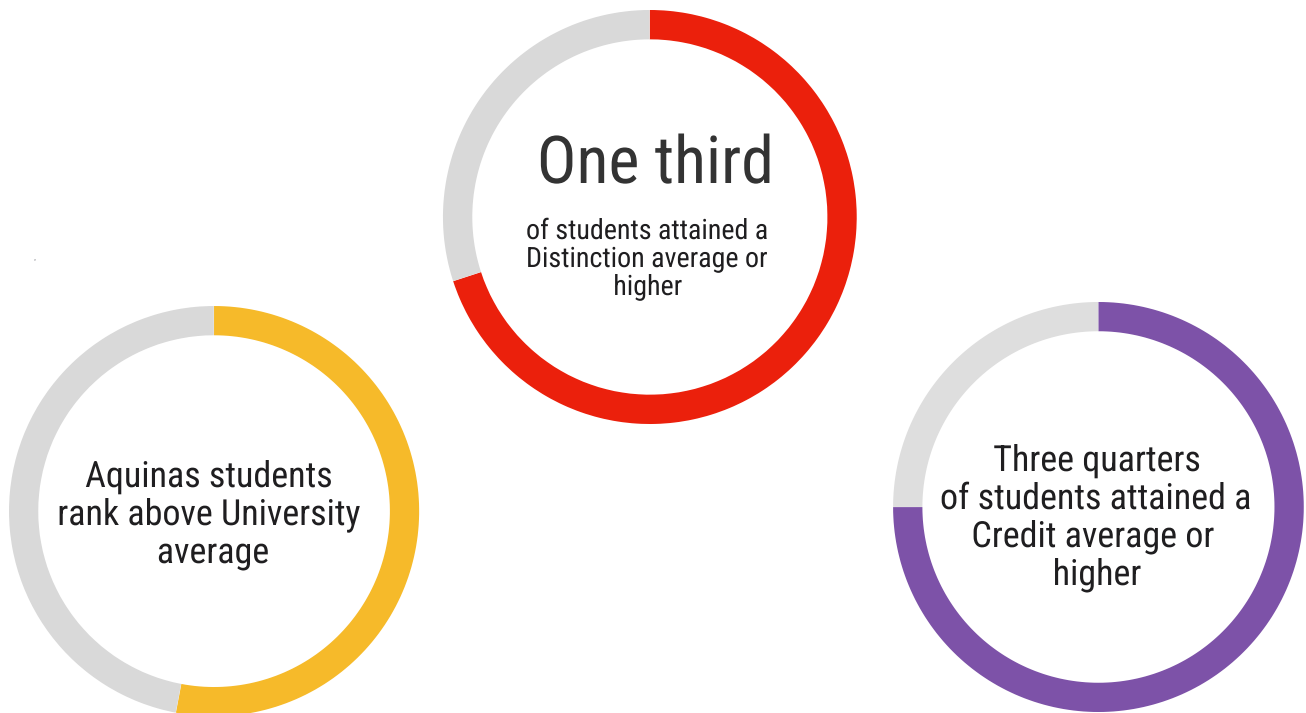 One third
of students attained a
Distinction average or
higher
Aquinas students
rank above University
average
Three quarters
of students attained a
Credit average or
higher